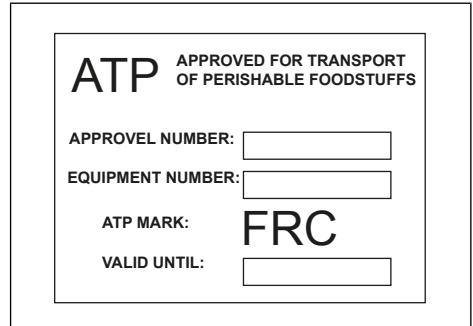 ATP APPROVED FOR TRANSPORT
OF PERISHABLE FOODSTUFFS
APPROVEL NUMBER:
EQUIPMENT NUMBER:
ATP MARK: FRC
VALID UNTIL: